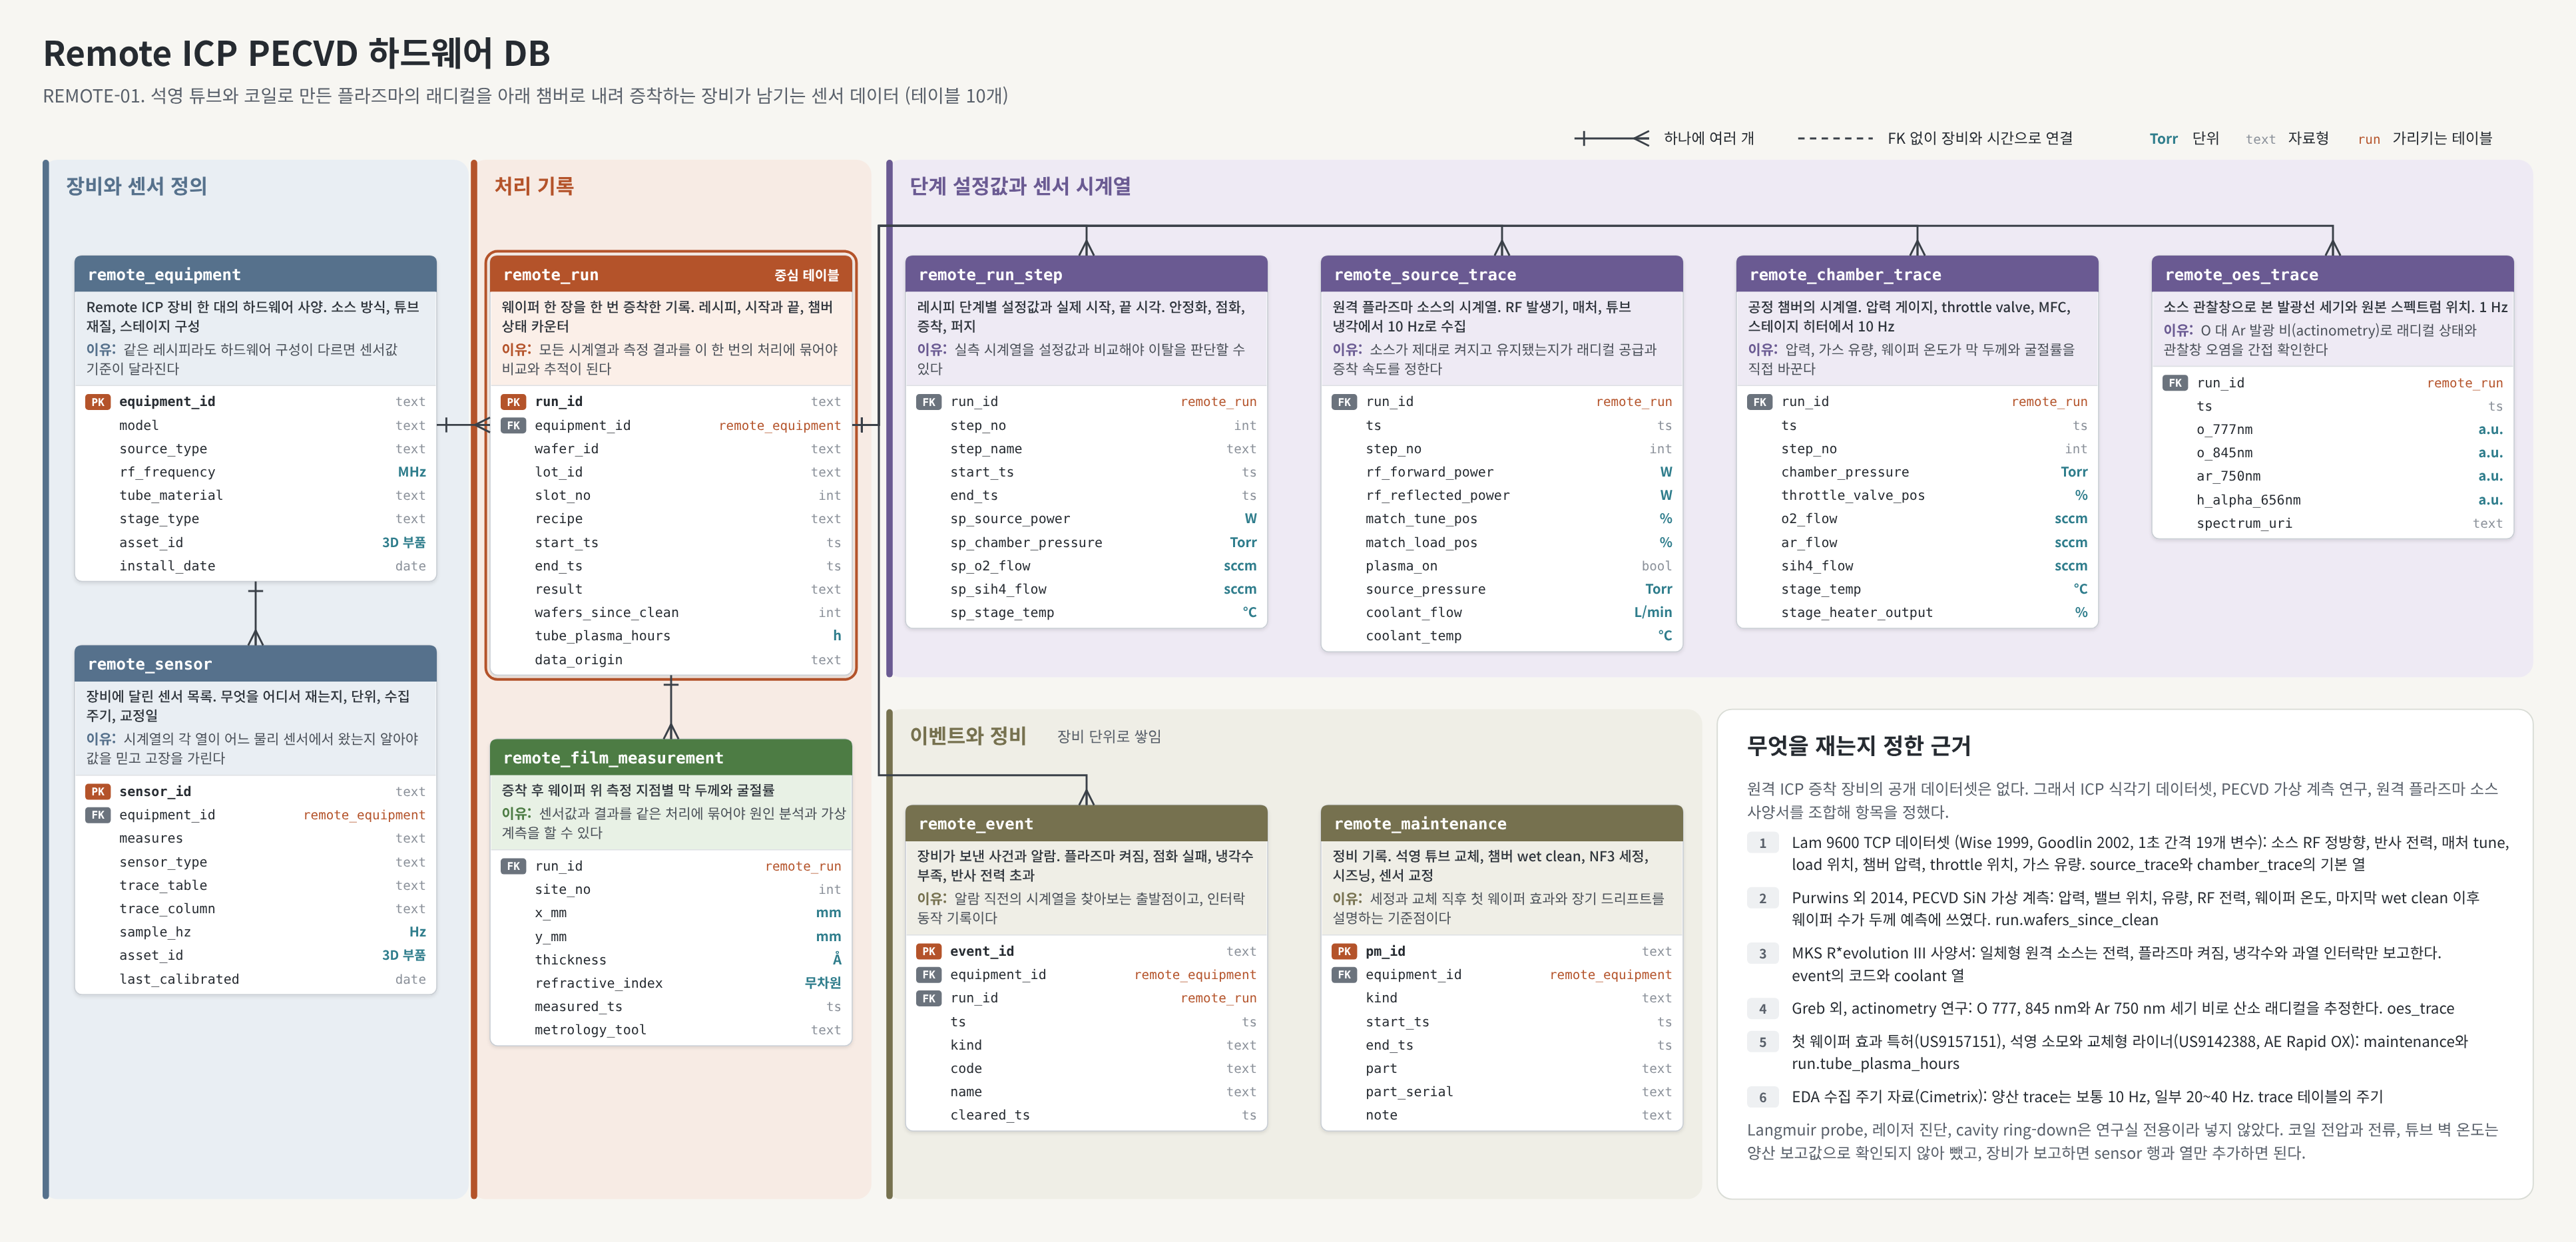 Remote ICP PECVD 하드웨어 DB
REMOTE-01. 석영 튜브와 코일로 만든 플라즈마의 래디컬을 아래 챔버로 내려 증착하는 장비가 남기는 센서 데이터 (테이블 10개)
하나에 여러 개
FK 없이 장비와 시간으로 연결
Torr 단위
text 자료형
run 가리키는 테이블
장비와 센서 정의
remote_equipment
Remote ICP 장비 한 대의 하드웨어 사양. 소스 방식, 튜브
재질, 스테이지 구성
이유: 같은 레시피라도 하드웨어 구성이 다르면 센서값
기준이 달라진다
PK equipment_id text
model text
source_type text
rf_frequency MHz
tube_material text
stage_type text
asset_id 3D 부품
install_date date
remote_sensor
장비에 달린 센서 목록. 무엇을 어디서 재는지, 단위, 수집
주기, 교정일
이유: 시계열의 각 열이 어느 물리 센서에서 왔는지 알아야
값을 믿고 고장을 가린다
PK sensor_id text
FK equipment_id remote_equipment
measures text
sensor_type text
trace_table text
trace_column text
sample_hz Hz
asset_id 3D 부품
last_calibrated date
처리 기록
remote_run 중심 테이블
웨이퍼 한 장을 한 번 증착한 기록. 레시피, 시작과 끝, 챔버
상태 카운터
이유: 모든 시계열과 측정 결과를 이 한 번의 처리에 묶어야
비교와 추적이 된다
PK run_id text
FK equipment_id remote_equipment
wafer_id text
lot_id text
slot_no int
recipe text
start_ts ts
end_ts ts
result text
wafers_since_clean int
tube_plasma_hours h
data_origin text
remote_film_measurement
증착 후 웨이퍼 위 측정 지점별 막 두께와 굴절률
이유: 센서값과 결과를 같은 처리에 묶어야 원인 분석과 가상
계측을 할 수 있다
FK run_id remote_run
site_no int
x_mm mm
y_mm mm
thickness Å
refractive_index 무차원
measured_ts ts
metrology_tool text
단계 설정값과 센서 시계열
remote_run_step
레시피 단계별 설정값과 실제 시작, 끝 시각. 안정화, 점화,
증착, 퍼지
이유: 실측 시계열을 설정값과 비교해야 이탈을 판단할 수
있다
FK run_id remote_run
step_no int
step_name text
start_ts ts
end_ts ts
sp_source_power W
sp_chamber_pressure Torr
sp_o2_flow sccm
sp_sih4_flow sccm
sp_stage_temp °C
remote_source_trace
원격 플라즈마 소스의 시계열. RF 발생기, 매처, 튜브
냉각에서 10 Hz로 수집
이유: 소스가 제대로 켜지고 유지됐는지가 래디컬 공급과
증착 속도를 정한다
FK run_id remote_run
ts ts
step_no int
rf_forward_power W
rf_reflected_power W
match_tune_pos %
match_load_pos %
plasma_on bool
source_pressure Torr
coolant_flow L/min
coolant_temp °C
remote_chamber_trace
공정 챔버의 시계열. 압력 게이지, throttle valve, MFC,
스테이지 히터에서 10 Hz
이유: 압력, 가스 유량, 웨이퍼 온도가 막 두께와 굴절률을
직접 바꾼다
FK run_id remote_run
ts ts
step_no int
chamber_pressure Torr
throttle_valve_pos %
o2_flow sccm
ar_flow sccm
sih4_flow sccm
stage_temp °C
stage_heater_output %
remote_oes_trace
소스 관찰창으로 본 발광선 세기와 원본 스펙트럼 위치. 1 Hz
이유: O 대 Ar 발광 비(actinometry)로 래디컬 상태와
관찰창 오염을 간접 확인한다
FK run_id remote_run
ts ts
o_777nm a.u.
o_845nm a.u.
ar_750nm a.u.
h_alpha_656nm a.u.
spectrum_uri text
이벤트와 정비 장비 단위로 쌓임
remote_event
장비가 보낸 사건과 알람. 플라즈마 켜짐, 점화 실패, 냉각수
부족, 반사 전력 초과
이유: 알람 직전의 시계열을 찾아보는 출발점이고, 인터락
동작 기록이다
PK event_id text
FK equipment_id remote_equipment
FK run_id remote_run
ts ts
kind text
code text
name text
cleared_ts ts
remote_maintenance
정비 기록. 석영 튜브 교체, 챔버 wet clean, NF3 세정,
시즈닝, 센서 교정
이유: 세정과 교체 직후 첫 웨이퍼 효과와 장기 드리프트를
설명하는 기준점이다
PK pm_id text
FK equipment_id remote_equipment
kind text
start_ts ts
end_ts ts
part text
part_serial text
note text
무엇을 재는지 정한 근거
원격 ICP 증착 장비의 공개 데이터셋은 없다. 그래서 ICP 식각기 데이터셋, PECVD 가상 계측 연구, 원격 플라즈마 소스
사양서를 조합해 항목을 정했다.
1 Lam 9600 TCP 데이터셋 (Wise 1999, Goodlin 2002, 1초 간격 19개 변수): 소스 RF 정방향, 반사 전력, 매처 tune,
load 위치, 챔버 압력, throttle 위치, 가스 유량. source_trace와 chamber_trace의 기본 열
2 Purwins 외 2014, PECVD SiN 가상 계측: 압력, 밸브 위치, 유량, RF 전력, 웨이퍼 온도, 마지막 wet clean 이후
웨이퍼 수가 두께 예측에 쓰였다. run.wafers_since_clean
3 MKS R*evolution III 사양서: 일체형 원격 소스는 전력, 플라즈마 켜짐, 냉각수와 과열 인터락만 보고한다.
event의 코드와 coolant 열
4 Greb 외, actinometry 연구: O 777, 845 nm와 Ar 750 nm 세기 비로 산소 래디컬을 추정한다. oes_trace
5 첫 웨이퍼 효과 특허(US9157151), 석영 소모와 교체형 라이너(US9142388, AE Rapid OX): maintenance와
run.tube_plasma_hours
6 EDA 수집 주기 자료(Cimetrix): 양산 trace는 보통 10 Hz, 일부 20~40 Hz. trace 테이블의 주기
Langmuir probe, 레이저 진단, cavity ring-down은 연구실 전용이라 넣지 않았다. 코일 전압과 전류, 튜브 벽 온도는
양산 보고값으로 확인되지 않아 뺐고, 장비가 보고하면 sensor 행과 열만 추가하면 된다.